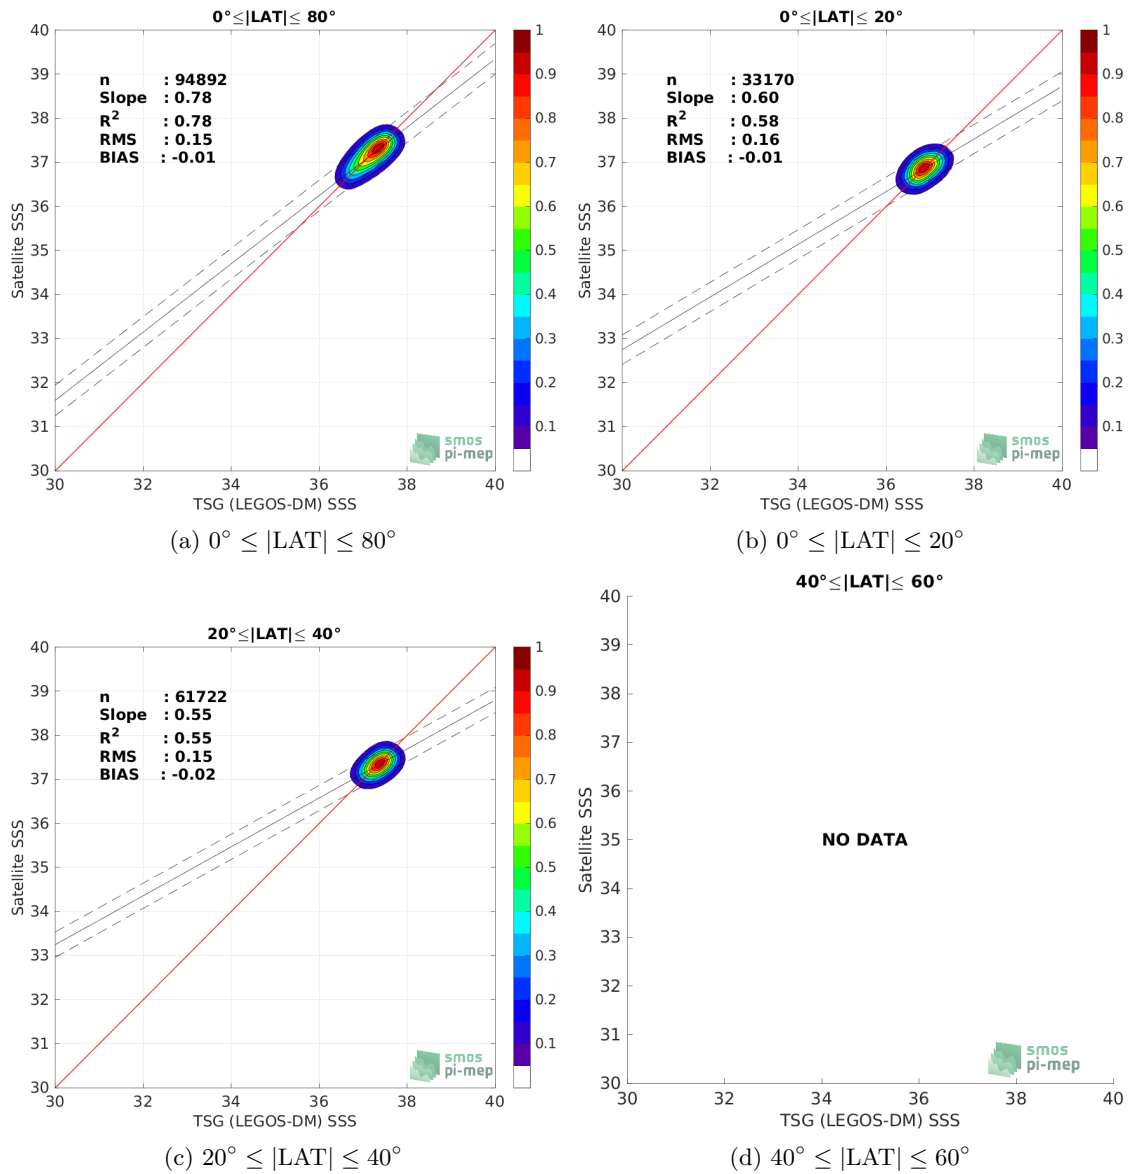 0°≤|LAT|≤ 80°
40
39
38
37
36
35
34
33
32
31
30
Satellite SSS
n : 94892
Slope : 0.78
R2 : 0.78
RMS : 0.15
BIAS : -0.01
smos
pi-mep
30 32 34 36 38 40
TSG (LEGOS-DM) SSS
1
0.9
0.8
0.7
0.6
0.5
0.4
0.3
0.2
0.1
(a) 0° ≤ |LAT| ≤ 80°
0°≤|LAT|≤ 20°
40
39
38
37
36
35
34
33
32
31
30
Satellite SSS
n : 33170
Slope : 0.60
R2 : 0.58
RMS : 0.16
BIAS : -0.01
smos
pi-mep
30 32 34 36 38 40
TSG (LEGOS-DM) SSS
1
0.9
0.8
0.7
0.6
0.5
0.4
0.3
0.2
0.1
(b) 0° ≤ |LAT| ≤ 20°
20°≤|LAT|≤ 40°
40
39
38
37
36
35
34
33
32
31
30
Satellite SSS
n : 61722
Slope : 0.55
R2 : 0.55
RMS : 0.15
BIAS : -0.02
smos
pi-mep
30 32 34 36 38 40
TSG (LEGOS-DM) SSS
1
0.9
0.8
0.7
0.6
0.5
0.4
0.3
0.2
0.1
(c) 20° ≤ |LAT| ≤ 40°
40°≤|LAT|≤ 60°
40
39
38
37
36
35
34
33
32
31
30
Satellite SSS
NO DATA
smos
pi-mep
30 32 34 36 38 40
TSG (LEGOS-DM) SSS
(d) 40° ≤ |LAT| ≤ 60°